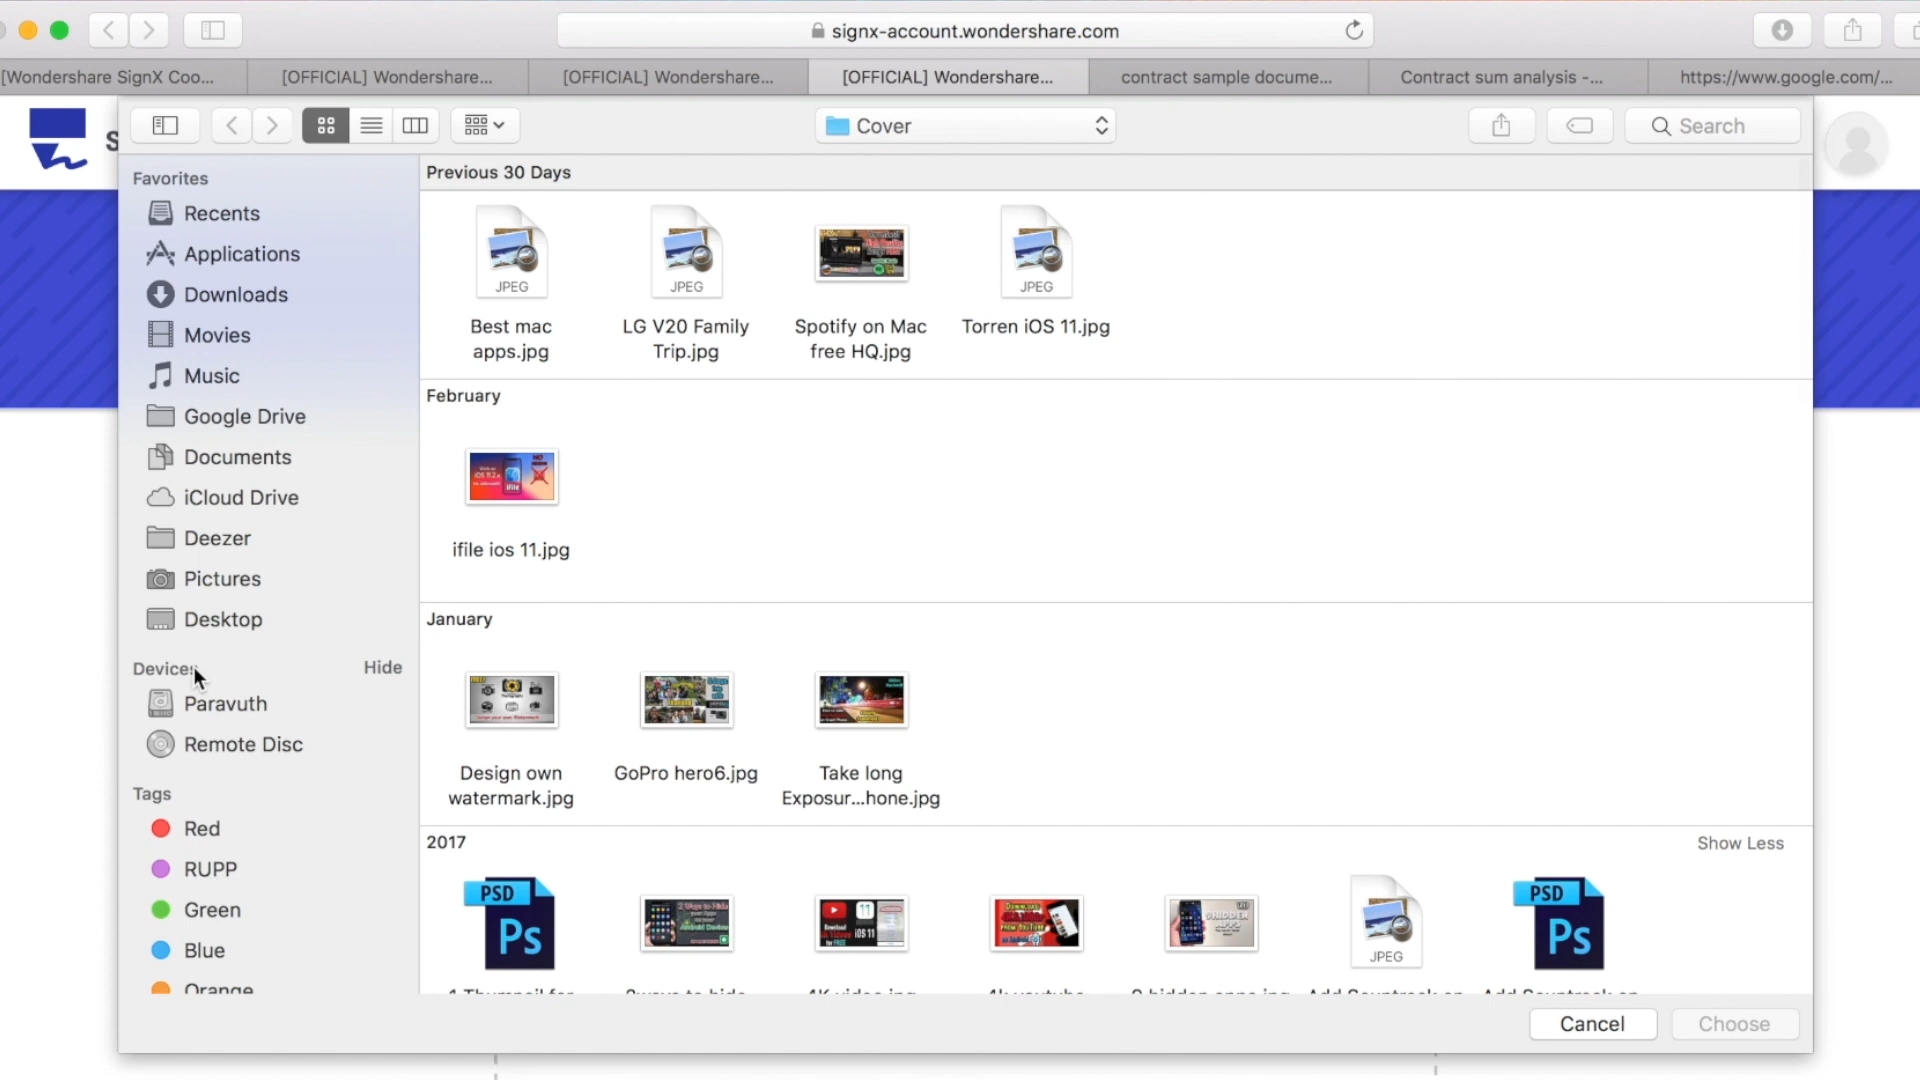 signx-account.wondershare.com
[Wondershare SignX Coo...
[OFFICIAL] Wondershare...
[OFFICIAL] Wondershare...
[OFFICIAL] Wondershare...
contract sample docume...
Contract sum analysis -...
https://www.google.com/...
S
Cover
Search
Favorites
Recents
Applications
Downloads
Movies
Music
Google Drive
Documents
iCloud Drive
Deezer
Pictures
Desktop
Devices
Hide
Paravuth
Remote Disc
Tags
Red
RUPP
Green
Blue
Orange
Previous 30 Days
JPEG
JPEG
JPEG
Best mac
apps.jpg
LG V20 Family
Trip.jpg
Spotify on Mac
free HQ.jpg
Torren iOS 11.jpg
February
ifile ios 11.jpg
January
Design own
watermark.jpg
GoPro hero6.jpg
Take long
Exposur...hone.jpg
2017
Show Less
PSD
Ps
JPEG
PSD
Ps
Cancel
Choose